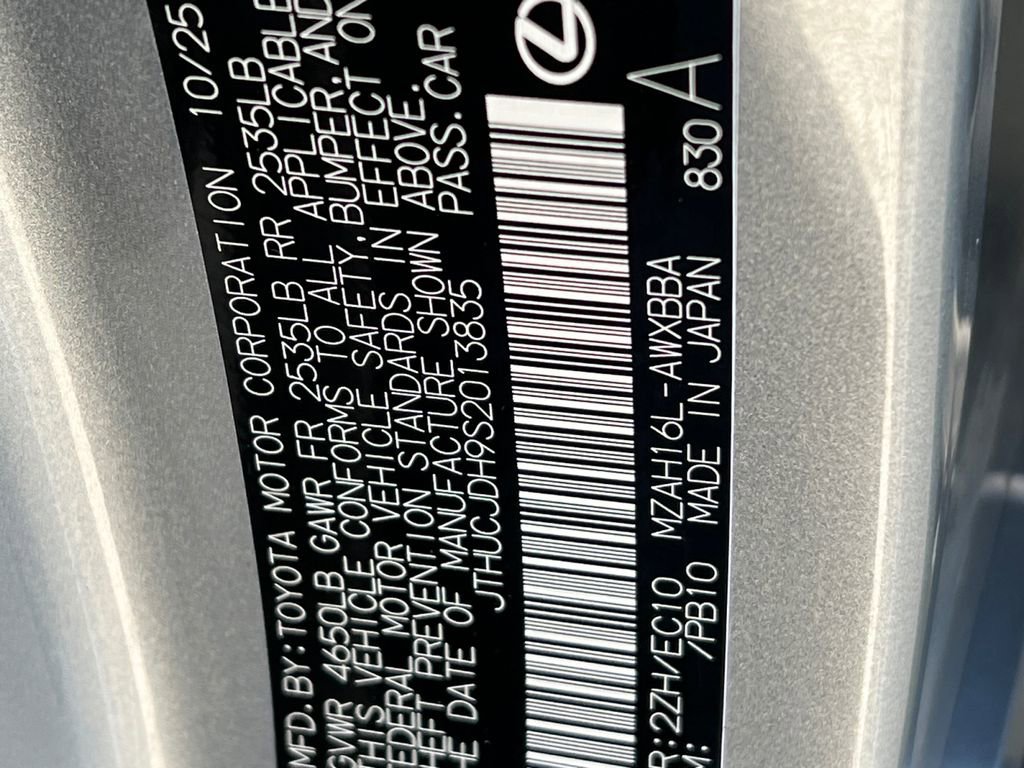 MFD.BY:TOYOTA MOTOR CORPORATION 10/25
GVWR 4650LB GAWR FR 2535LB RR 2535LB
THIS VEHICLE CONFORMS TO ALL APPLICABLE
FEDERAL MOTOR VEHICLE SAFETY,BUMPER,AND
THEFT PREVENTION STANDARDS IN EFFECT ON
THE DATE OF MANUFACTURE SHOWN ABOVE.
JTHUCJDH9S2013835 PASS.CAR
R:2ZH/EC10 MZAH16L-AWXBBA 830 A
M: /PB10 MADE IN JAPAN